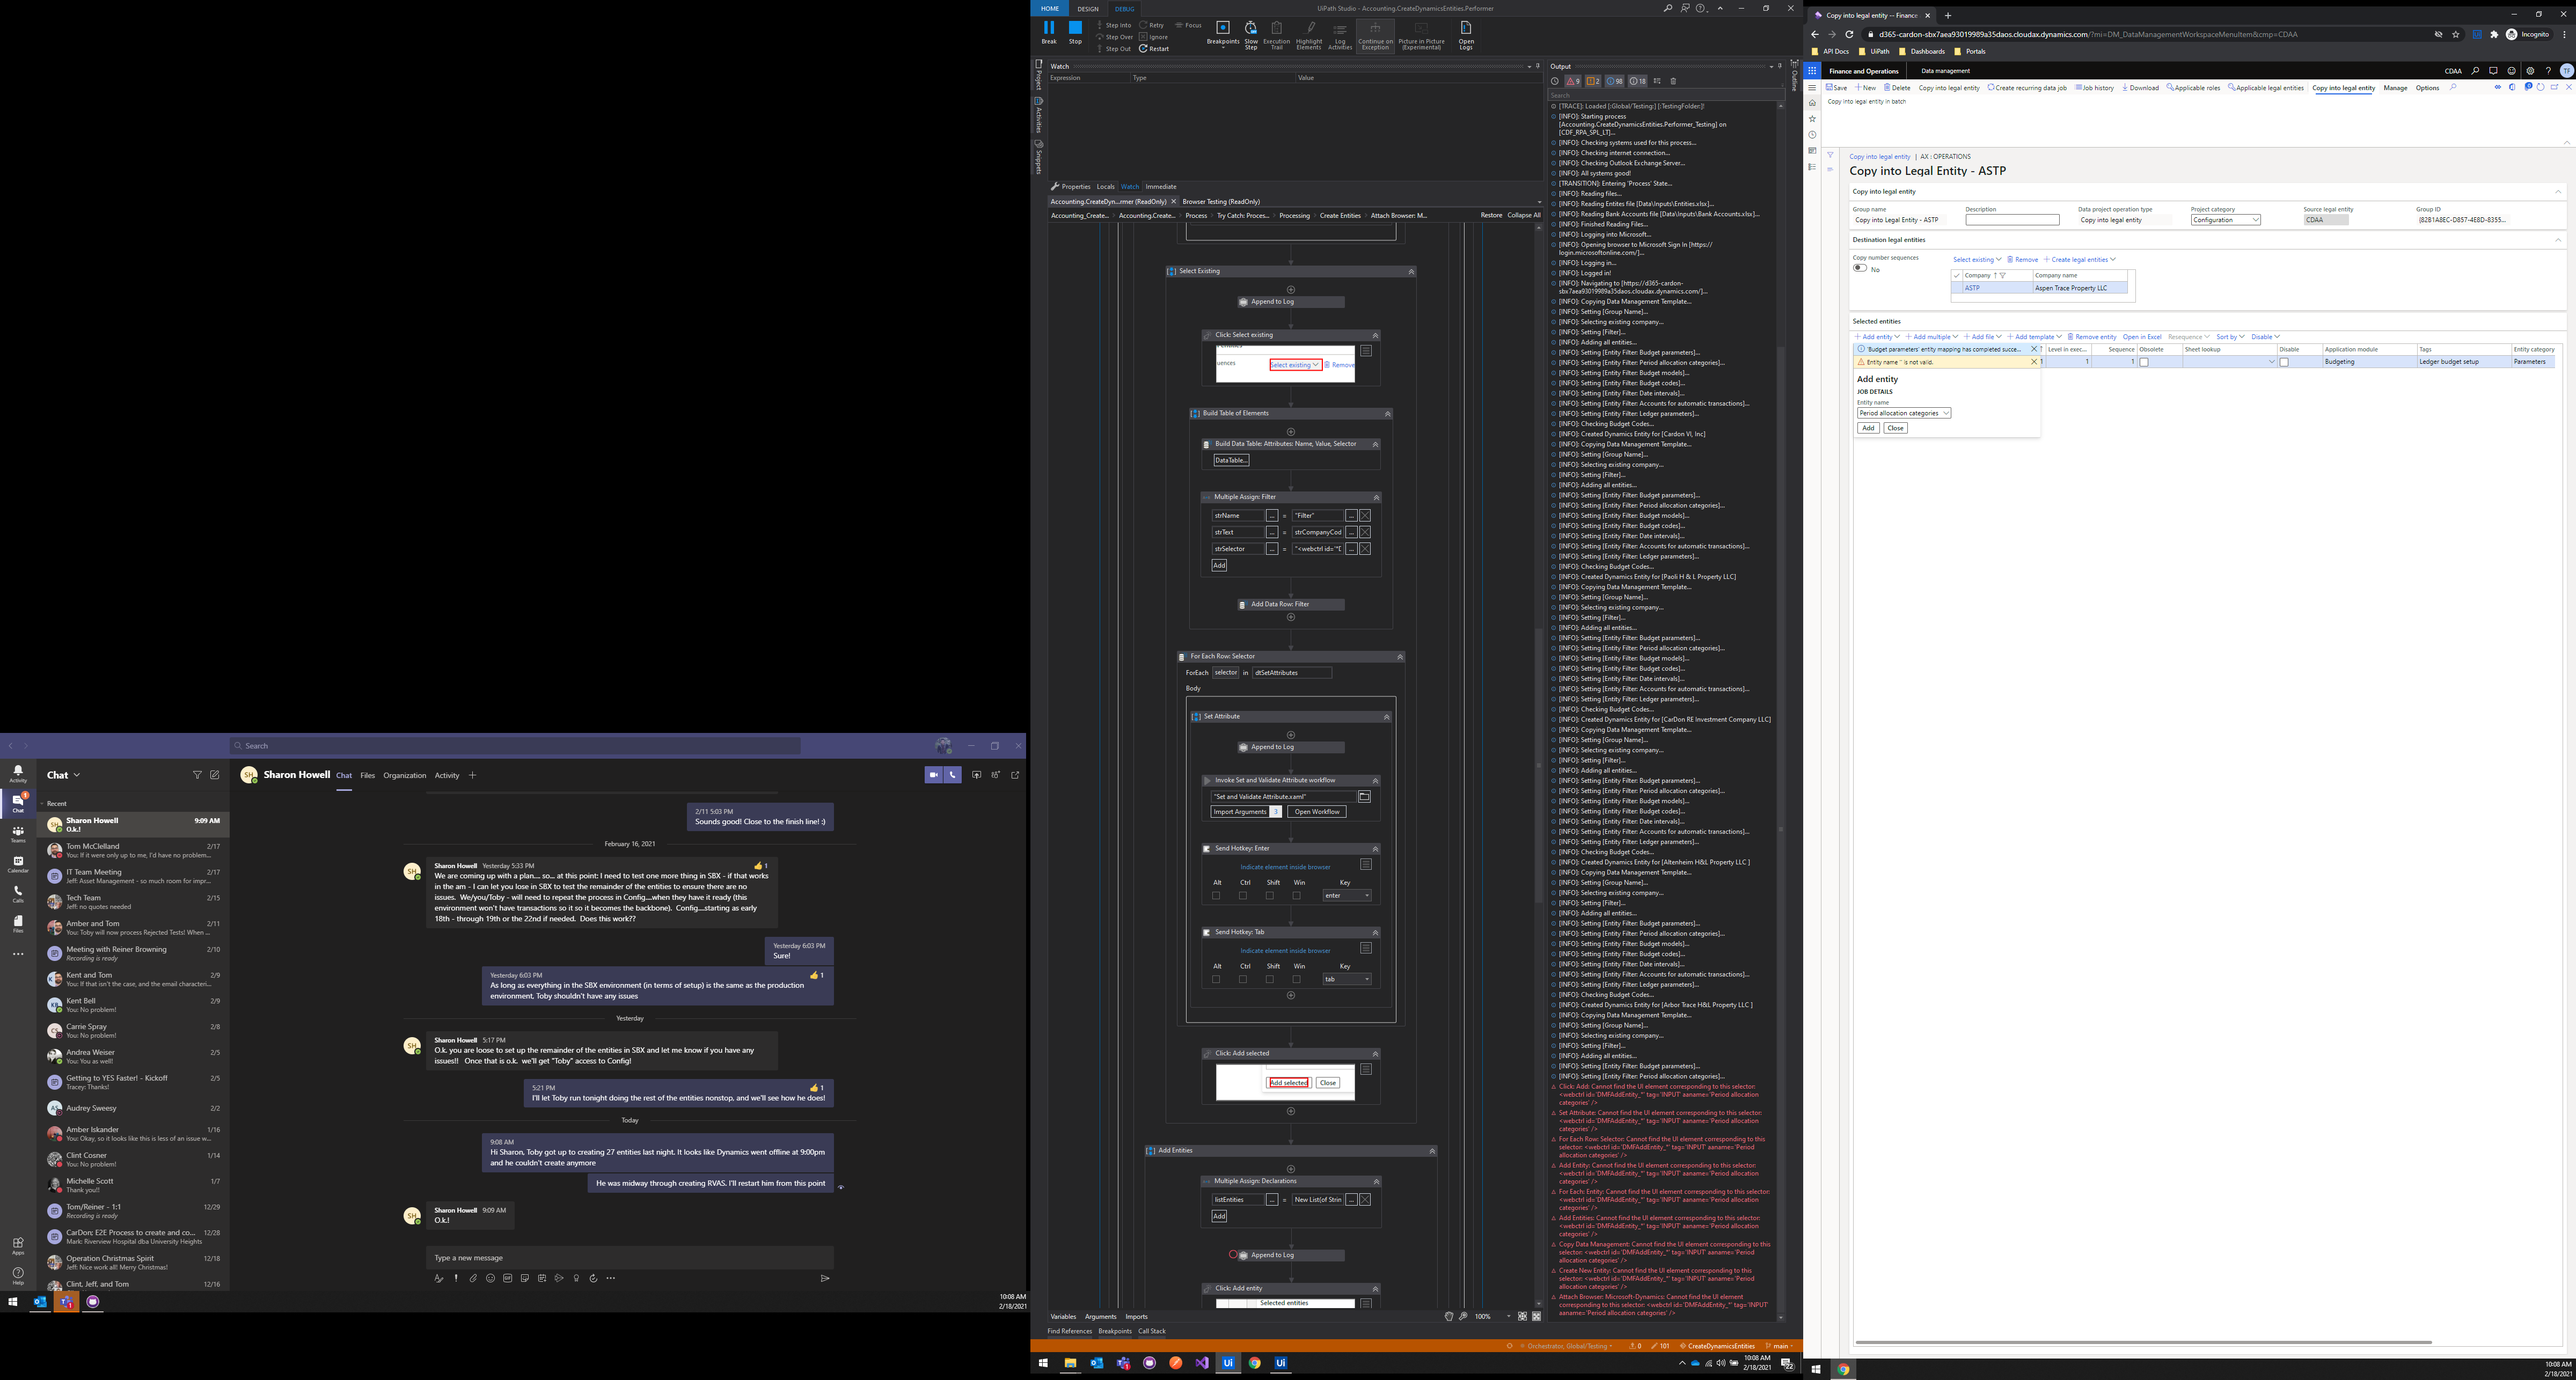 Search
Activity
Chat
Teams
Calendar
Calls
Files
Apps
Help
Chat
Recent
Sharon Howell 9:09 AM
O.k.!
Tom McClelland 2/17
You: If it were only up to me, I'd have no problem...
IT Team Meeting 2/17
Jeff: Asset Management - so much room for impr...
Tech Team 2/15
Jeff: no quotes needed
Amber and Tom 2/11
You: Toby will now process Rejected Tests! When ...
Meeting with Reiner Browning 2/10
Recording is ready
Kent and Tom 2/9
You: If that isn't the case, and the email characteri...
Kent Bell 2/9
You: No problem!
Carrie Spray 2/8
You: No problem!
Andrea Weiser 2/5
You: You as well!
Getting to YES Faster! - Kickoff 2/5
Tracey: Thanks!
Audrey Sweesy 2/2
Amber Iskander 1/16
You: Okay, so it looks like this is less of an issue w...
Clint Cosner 1/14
You: No problem!
Michelle Scott 1/7
Thank you!!
Tom/Reiner - 1:1 12/29
Recording is ready
CarDon: E2E Process to create and co... 12/28
Mark: Riverview Hospital dba University Heights
Operation Christmas Spirit 12/18
Jeff: Nice work all! Merry Christmas!
Clint, Jeff, and Tom 12/16
SH Sharon Howell Chat Files Organization Activity
2/11 5:03 PM
Sounds good! Close to the finish line! :)
February 16, 2021
Sharon Howell Yesterday 5:33 PM 1
We are coming up with a plan.... so... at this point: I need to test one more thing in SBX - if that works
in the am - I can let you lose in SBX to test the remainder of the entities to ensure there are no
issues. We/you/Toby - will need to repeat the process in Config....when they have it ready (this
environment won't have transactions so it so it becomes the backbone). Config....starting as early
18th - through 19th or the 22nd if needed. Does this work??
Yesterday 6:03 PM
Sure!
Yesterday 6:03 PM 1
As long as everything in the SBX environment (in terms of setup) is the same as the production
environment, Toby shouldn't have any issues
Yesterday
Sharon Howell 5:17 PM
O.k. you are loose to set up the remainder of the entities in SBX and let me know if you have any
issues!! Once that is o.k. we'll get "Toby" access to Config!
5:21 PM 1
I'll let Toby run tonight doing the rest of the entities nonstop, and we'll see how he does!
Today
9:08 AM
Hi Sharon, Toby got up to creating 27 entities last night. It looks like Dynamics went offline at 9:00pm
and he couldn't create anymore
He was midway through creating RVAS. I'll restart him from this point
Sharon Howell 9:09 AM
O.k.!
Type a new message
10:08 AM
2/18/2021
HOME DESIGN DEBUG
UiPath Studio - Accounting.CreateDynamicsEntities.Performer
Break Stop
Step Into Retry Focus
Step Over Ignore
Step Out Restart
Breakpoints
Slow Step
Execution Trail
Highlight Elements
Log Activities
Continue on Exception
Picture in Picture (Experimental)
Open Logs
Project
Activities
Snippets
Watch
Expression Type Value
Properties Locals Watch Immediate
Accounting.CreateDyn...rmer (ReadOnly) Browser Testing (ReadOnly)
Accounting_Create... Accounting.Create... Process Try Catch: Proces... Processing Create Entities Attach Browser: M... Restore Collapse All
Select Existing
Append to Log
Click: Select existing
uences Select existing Remove
Build Table of Elements
Build Data Table: Attributes: Name, Value, Selector
DataTable...
Multiple Assign: Filter
strName ... = "Filter" ...
strText ... = strCompanyCod ...
strSelector ... = "<webctrl id='*D ...
Add
Add Data Row: Filter
For Each Row: Selector
ForEach selector in dtSetAttributes
Body
Set Attribute
Append to Log
Invoke Set and Validate Attribute workflow
"Set and Validate Attribute.xaml"
Import Arguments 3 Open Workflow
Send Hotkey: Enter
Indicate element inside browser
Alt Ctrl Shift Win Key
enter
Send Hotkey: Tab
Indicate element inside browser
Alt Ctrl Shift Win Key
tab
Click: Add selected
Add selected Close
Add Entities
Multiple Assign: Declarations
listEntities ... = New List(of Strin ...
Add
Append to Log
Click: Add entity
Selected entities
Variables Arguments Imports
100%
Find References Breakpoints Call Stack
Orchestrator, Global/Testing 0 101 CreateDynamicsEntities main
10:08 AM
2/18/2021
22
Output
Outline
9 2 98 18
Search
[TRACE]: Loaded [:Global/Testing:] [:TestingFolder:]!
[INFO]: Starting process
[Accounting.CreateDynamicsEntities.Performer_Testing] on
[CDF_RPA_SPL_LT]...
[INFO]: Checking systems used for this process...
[INFO]: Checking internet connection...
[INFO]: Checking Outlook Exchange Server...
[INFO]: All systems good!
[TRANSITION]: Entering 'Process' State...
[INFO]: Reading files...
[INFO]: Reading Entites file [Data\Inputs\Entities.xlsx]...
[INFO]: Reading Bank Accounts file [Data\Inputs\Bank Accounts.xlsx]...
[INFO]: Finished Reading Files...
[INFO]: Logging into Microsoft...
[INFO]: Opening browser to Microsoft Sign In [https://
login.microsoftonline.com/]...
[INFO]: Logging in...
[INFO]: Logged in!
[INFO]: Navigating to [https://d365-cardon-
sbx7aea93019989a35daos.cloudax.dynamics.com/]...
[INFO]: Copying Data Management Template...
[INFO]: Setting [Group Name]...
[INFO]: Selecting existing company...
[INFO]: Setting [Filter]...
[INFO]: Adding all entities...
[INFO]: Setting [Entity Filter: Budget parameters]...
[INFO]: Setting [Entity Filter: Period allocation categories]...
[INFO]: Setting [Entity Filter: Budget models]...
[INFO]: Setting [Entity Filter: Budget codes]...
[INFO]: Setting [Entity Filter: Date intervals]...
[INFO]: Setting [Entity Filter: Accounts for automatic transactions]...
[INFO]: Setting [Entity Filter: Ledger parameters]...
[INFO]: Checking Budget Codes...
[INFO]: Created Dynamics Entity for [Cardon VI, Inc]
[INFO]: Copying Data Management Template...
[INFO]: Setting [Group Name]...
[INFO]: Selecting existing company...
[INFO]: Setting [Filter]...
[INFO]: Adding all entities...
[INFO]: Setting [Entity Filter: Budget parameters]...
[INFO]: Setting [Entity Filter: Period allocation categories]...
[INFO]: Setting [Entity Filter: Budget models]...
[INFO]: Setting [Entity Filter: Budget codes]...
[INFO]: Setting [Entity Filter: Date intervals]...
[INFO]: Setting [Entity Filter: Accounts for automatic transactions]...
[INFO]: Setting [Entity Filter: Ledger parameters]...
[INFO]: Checking Budget Codes...
[INFO]: Created Dynamics Entity for [Paoli H & L Property LLC]
[INFO]: Copying Data Management Template...
[INFO]: Setting [Group Name]...
[INFO]: Selecting existing company...
[INFO]: Setting [Filter]...
[INFO]: Adding all entities...
[INFO]: Setting [Entity Filter: Budget parameters]...
[INFO]: Setting [Entity Filter: Period allocation categories]...
[INFO]: Setting [Entity Filter: Budget models]...
[INFO]: Setting [Entity Filter: Budget codes]...
[INFO]: Setting [Entity Filter: Date intervals]...
[INFO]: Setting [Entity Filter: Accounts for automatic transactions]...
[INFO]: Setting [Entity Filter: Ledger parameters]...
[INFO]: Checking Budget Codes...
[INFO]: Created Dynamics Entity for [CarDon RE Investment Company LLC]
[INFO]: Copying Data Management Template...
[INFO]: Setting [Group Name]...
[INFO]: Selecting existing company...
[INFO]: Setting [Filter]...
[INFO]: Adding all entities...
[INFO]: Setting [Entity Filter: Budget parameters]...
[INFO]: Setting [Entity Filter: Period allocation categories]...
[INFO]: Setting [Entity Filter: Budget models]...
[INFO]: Setting [Entity Filter: Budget codes]...
[INFO]: Setting [Entity Filter: Date intervals]...
[INFO]: Setting [Entity Filter: Accounts for automatic transactions]...
[INFO]: Setting [Entity Filter: Ledger parameters]...
[INFO]: Checking Budget Codes...
[INFO]: Created Dynamics Entity for [Altenheim H&L Property LLC ]
[INFO]: Copying Data Management Template...
[INFO]: Setting [Group Name]...
[INFO]: Selecting existing company...
[INFO]: Setting [Filter]...
[INFO]: Adding all entities...
[INFO]: Setting [Entity Filter: Budget parameters]...
[INFO]: Setting [Entity Filter: Period allocation categories]...
[INFO]: Setting [Entity Filter: Budget models]...
[INFO]: Setting [Entity Filter: Budget codes]...
[INFO]: Setting [Entity Filter: Date intervals]...
[INFO]: Setting [Entity Filter: Accounts for automatic transactions]...
[INFO]: Setting [Entity Filter: Ledger parameters]...
[INFO]: Checking Budget Codes...
[INFO]: Created Dynamics Entity for [Arbor Trace H&L Property LLC ]
[INFO]: Copying Data Management Template...
[INFO]: Setting [Group Name]...
[INFO]: Selecting existing company...
[INFO]: Setting [Filter]...
[INFO]: Adding all entities...
[INFO]: Setting [Entity Filter: Budget parameters]...
[INFO]: Setting [Entity Filter: Period allocation categories]...
Click: Add: Cannot find the UI element corresponding to this selector:
<webctrl id='DMFAddEntity_*' tag='INPUT' aaname='Period allocation
categories' />
Set Attribute: Cannot find the UI element corresponding to this selector:
<webctrl id='DMFAddEntity_*' tag='INPUT' aaname='Period allocation
categories' />
For Each Row: Selector: Cannot find the UI element corresponding to this
selector: <webctrl id='DMFAddEntity_*' tag='INPUT' aaname='Period
allocation categories' />
Add Entity: Cannot find the UI element corresponding to this selector:
<webctrl id='DMFAddEntity_*' tag='INPUT' aaname='Period allocation
categories' />
For Each: Entity: Cannot find the UI element corresponding to this selector:
<webctrl id='DMFAddEntity_*' tag='INPUT' aaname='Period allocation
categories' />
Add Entities: Cannot find the UI element corresponding to this selector:
<webctrl id='DMFAddEntity_*' tag='INPUT' aaname='Period allocation
categories' />
Copy Data Management: Cannot find the UI element corresponding to this
selector: <webctrl id='DMFAddEntity_*' tag='INPUT' aaname='Period
allocation categories' />
Create New Entity: Cannot find the UI element corresponding to this
selector: <webctrl id='DMFAddEntity_*' tag='INPUT' aaname='Period
allocation categories' />
Attach Browser: Microsoft-Dynamics: Cannot find the UI element
corresponding to this selector: <webctrl id='DMFAddEntity_*' tag='INPUT'
aaname='Period allocation categories' />
Copy into legal entity -- Finance
d365-cardon-sbx7aea93019989a35daos.cloudax.dynamics.com/?mi=DM_DataManagementWorkspaceMenuItem&cmp=CDAA
Incognito
API Docs UiPath Dashboards Portals
Finance and Operations Data management CDAA TF
Save New Delete Copy into legal entity Create recurring data job Job history Download Applicable roles Applicable legal entities Copy into legal entity Manage Options
Copy into legal entity in batch
Copy into legal entity | AX : OPERATIONS
Copy into Legal Entity - ASTP
Copy into legal entity
Group name Description Data project operation type Project category Source legal entity Group ID
Copy into Legal Entity - ASTP Copy into legal entity Configuration CDAA {82B1A8EC-D857-4E8D-8355...
Destination legal entities
Copy number sequences
No
Select existing Remove Create legal entities
Company Company name
ASTP Aspen Trace Property LLC
Selected entities
Add entity Add multiple Add file Add template Remove entity Open in Excel Resequence Sort by Disable
'Budget parameters' entity mapping has completed succe...
Level in exec... Sequence Obsolete Sheet lookup Disable Application module Tags Entity category
Entity name '' is not valid.
1 1 1 Budgeting Ledger budget setup Parameters
Add entity
JOB DETAILS
Entity name
Period allocation categories
Add Close
10:08 AM
2/18/2021